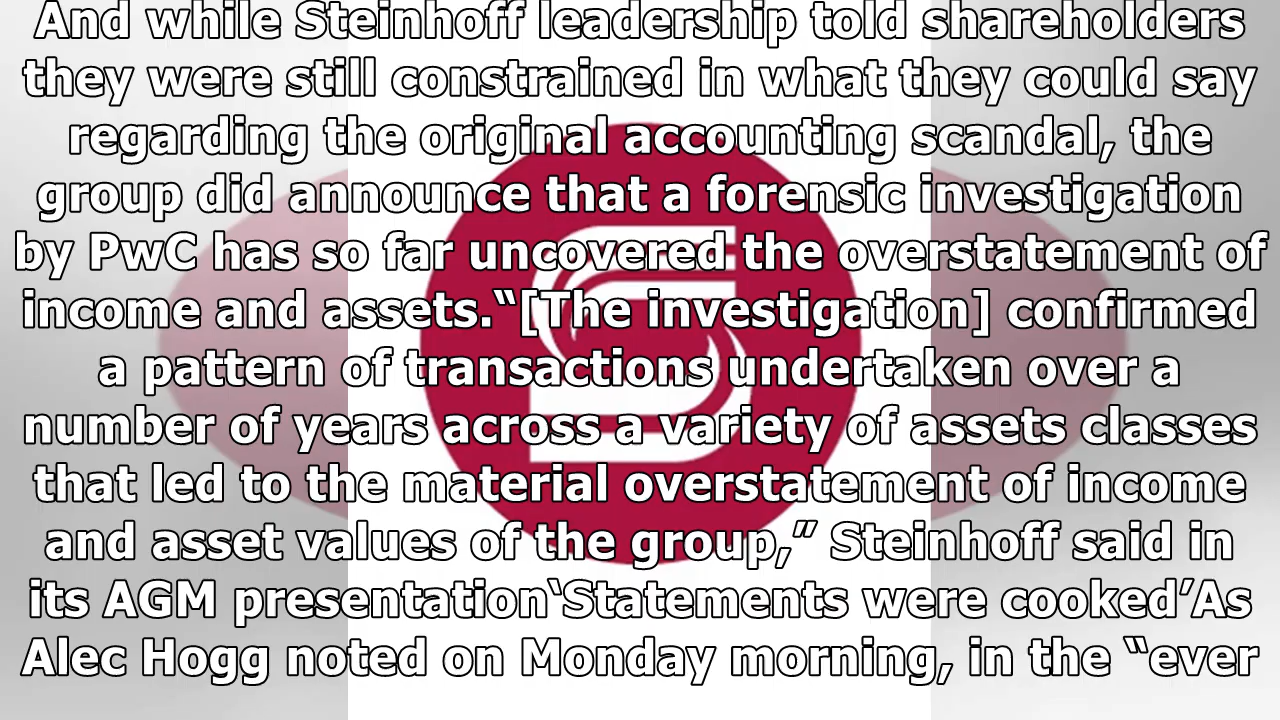 And while Steinhoff leadership told shareholders
they were still constrained in what they could say
regarding the original accounting scandal, the
group did announce that a forensic investigation
by PwC has so far uncovered the overstatement of
income and assets.“[The investigation] confirmed
a pattern of transactions undertaken over a
number of years across a variety of assets classes
that led to the material overstatement of income
and asset values of the group,” Steinhoff said in
its AGM presentation‘Statements were cooked’As
Alec Hogg noted on Monday morning, in the “ever